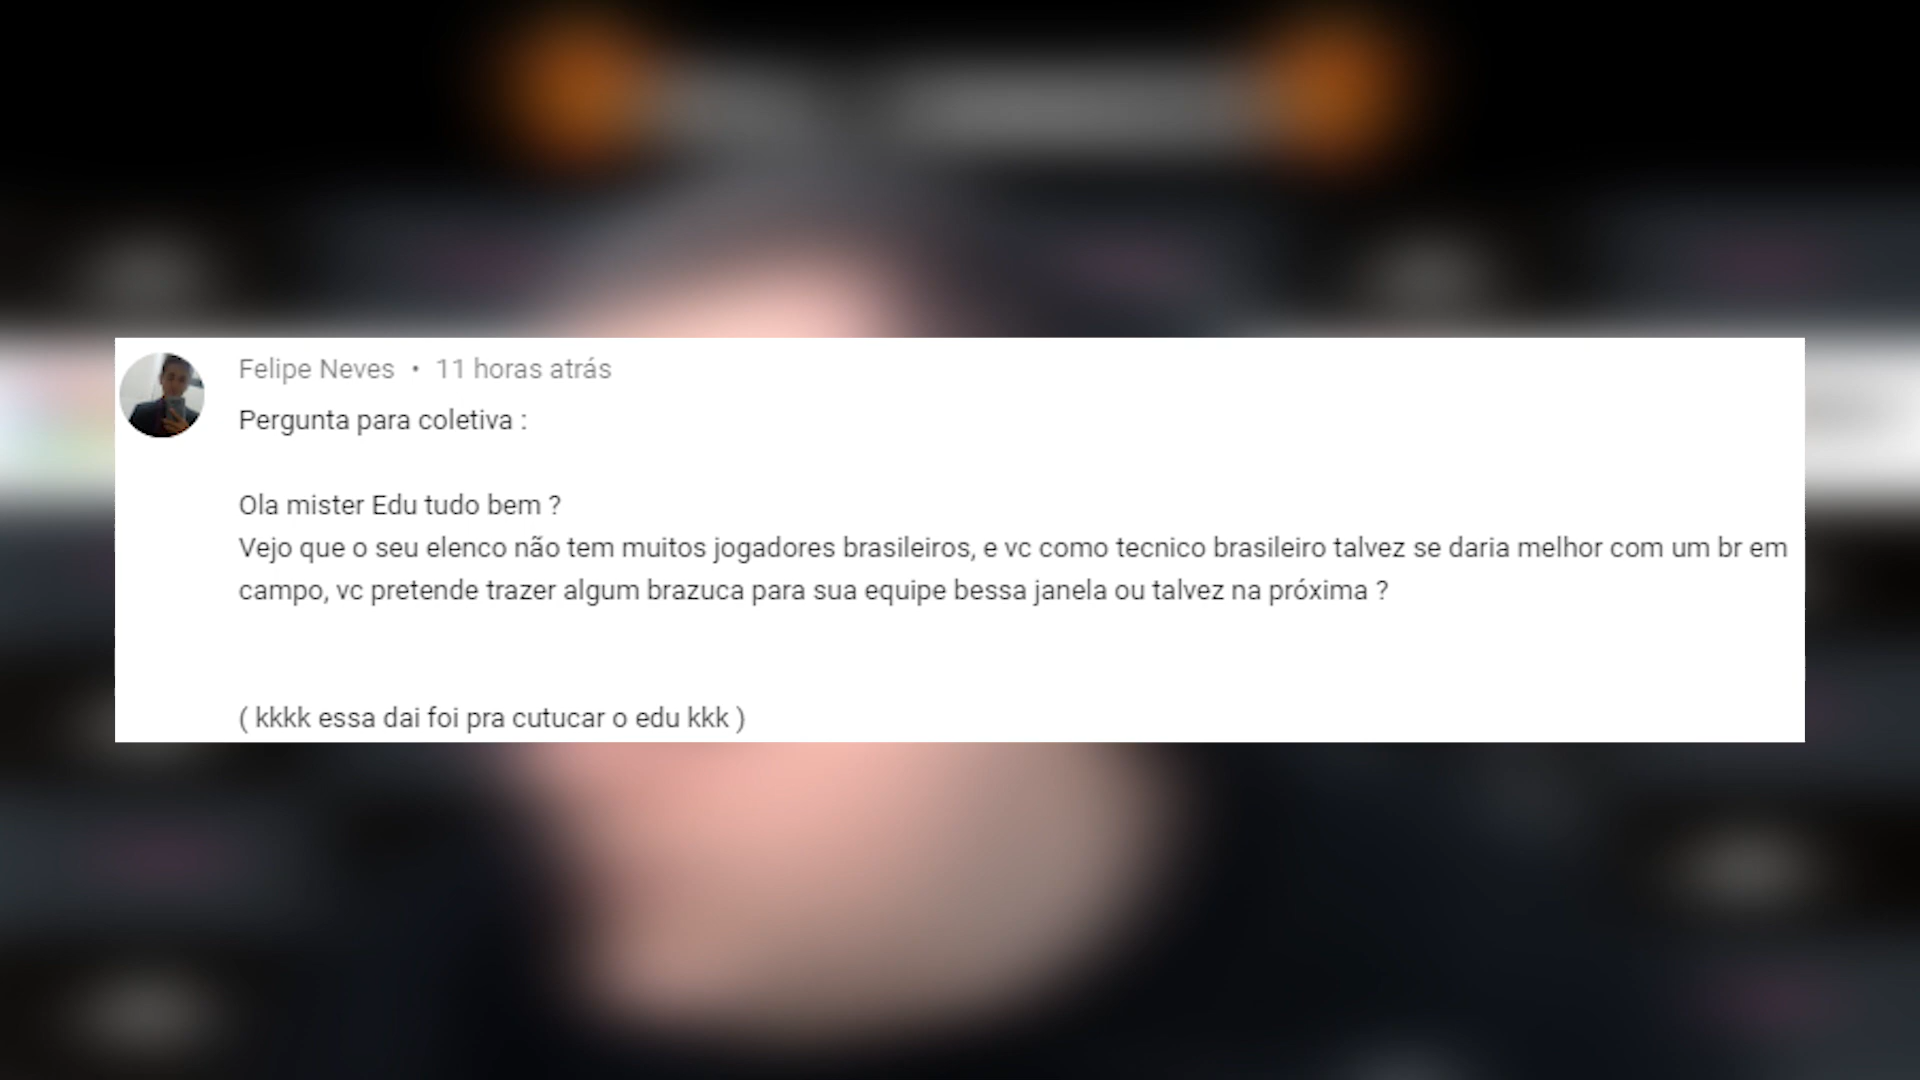 Felipe Neves • 11 horas atrás
Pergunta para coletiva :
Ola mister Edu tudo bem ?
Vejo que o seu elenco não tem muitos jogadores brasileiros, e vc como tecnico brasileiro talvez se daria melhor com um br em
campo, vc pretende trazer algum brazuca para sua equipe bessa janela ou talvez na próxima ?
( kkkk essa dai foi pra cutucar o edu kkk )